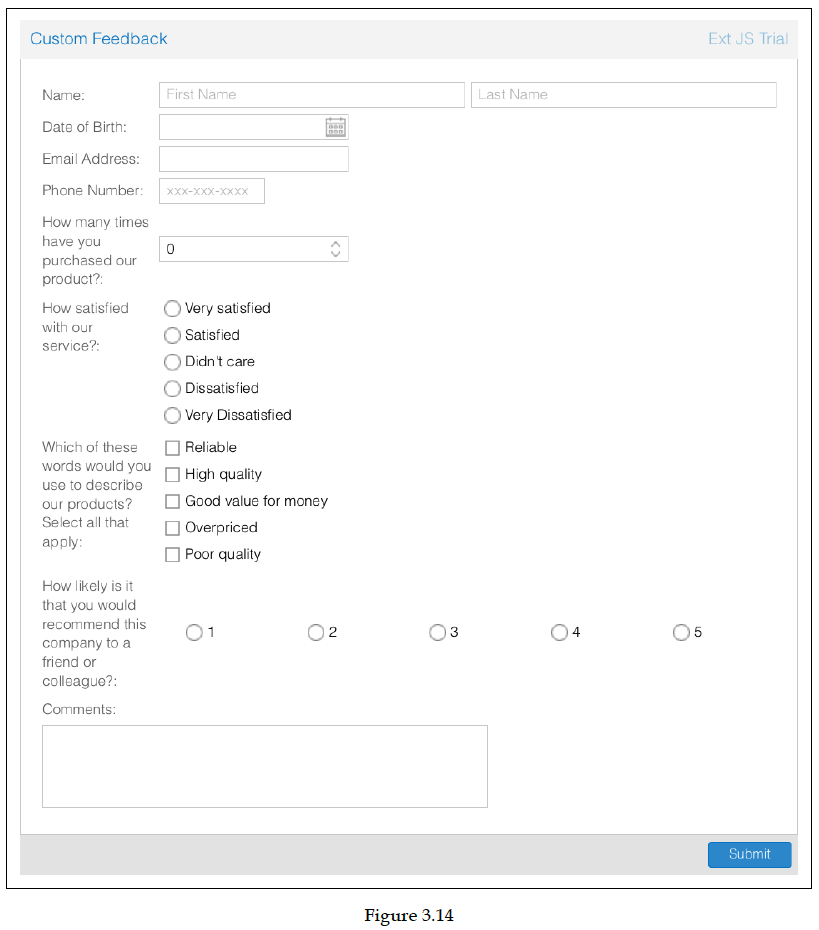 Custom Feedback Ext JS Trial
Name: First Name Last Name
Date of Birth:
Email Address:
Phone Number: xxx-xxx-xxxx
How many times
have you
purchased our
product?:
0
How satisfied
with our
service?:
Very satisfied
Satisfied
Didn't care
Dissatisfied
Very Dissatisfied
Which of these
words would you
use to describe
our products?
Select all that
apply:
Reliable
High quality
Good value for money
Overpriced
Poor quality
How likely is it
that you would
recommend this
company to a
friend or
colleague?:
1 2 3 4 5
Comments:
Submit
Figure 3.14